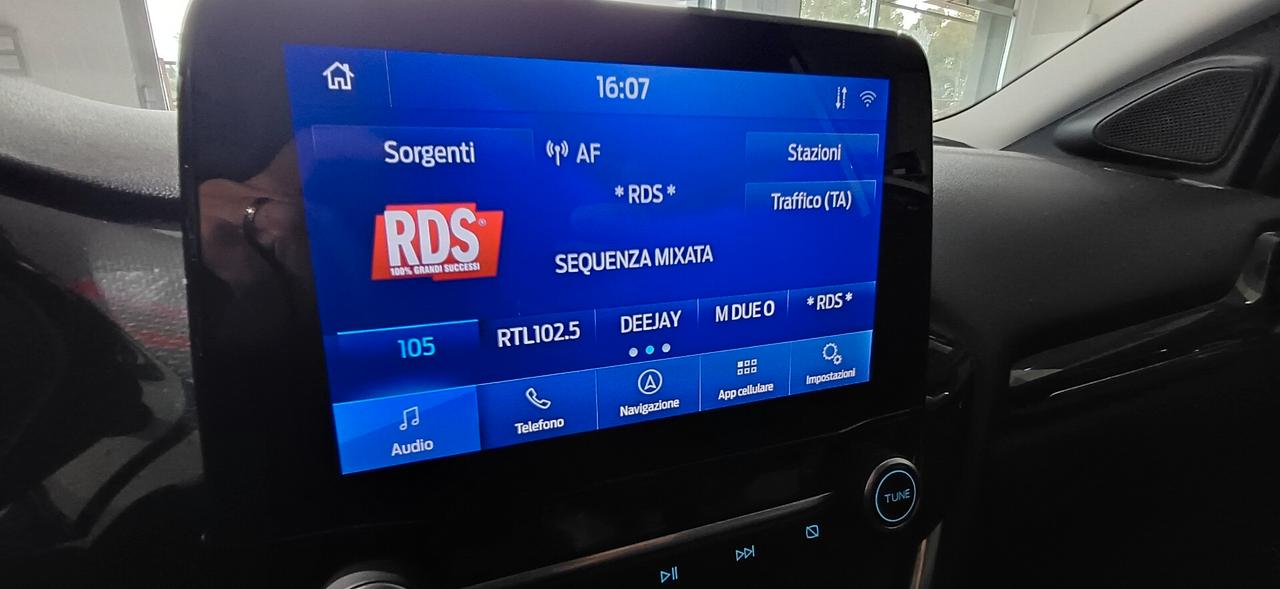 16:07
Sorgenti
AF
Stazioni
*RDS*
Traffico (TA)
RDS
100% GRANDI SUCCESSI
SEQUENZA MIXATA
105
RTL102.5
DEEJAY
M DUE O
*RDS*
Audio
Telefono
Navigazione
App cellulare
Impostazioni
TUNE